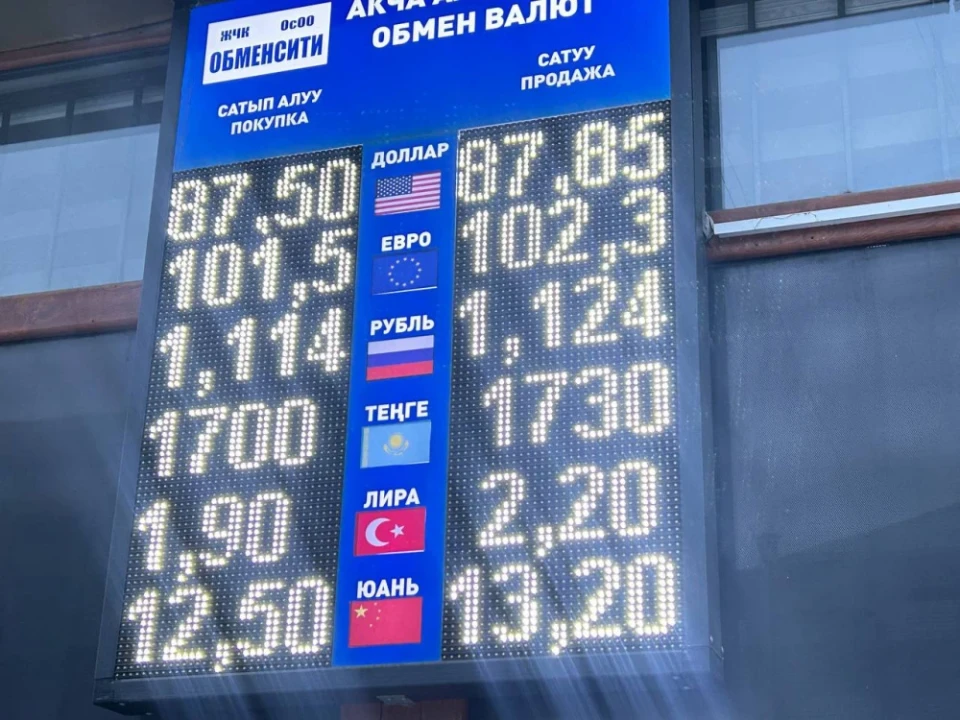 ЖЧК ОсОО
ОБМЕНСИТИ
АКЧА
ОБМЕН ВАЛЮТ
САТЫП АЛУУ
ПОКУПКА
САТУУ
ПРОДАЖА
87,50 ДОЛЛАР 87,85
101,5 ЕВРО 102,3
1,114 РУБЛЬ 1,124
1700 ТЕҢГЕ 1730
1,90 ЛИРА 2,20
12,50 ЮАНЬ 13,20